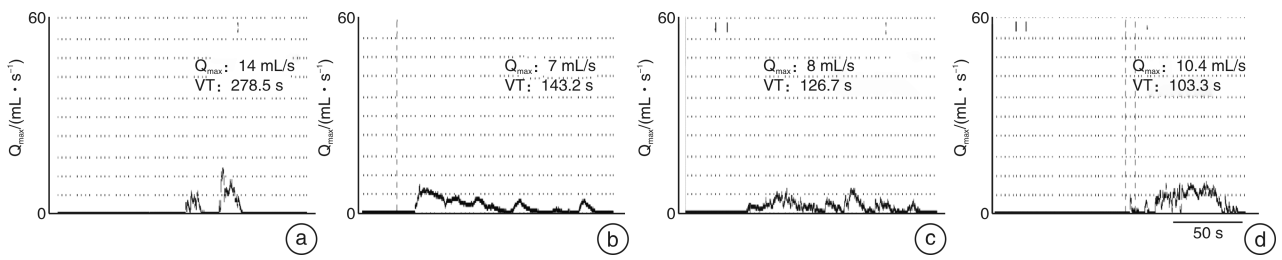 60
Qmax/(mL · s⁻¹)
0
Qmax: 14 mL/s
VT: 278.5 s
a
60
Qmax/(mL · s⁻¹)
0
Qmax: 7 mL/s
VT: 143.2 s
b
60
Qmax/(mL · s⁻¹)
0
Qmax: 8 mL/s
VT: 126.7 s
c
60
Qmax/(mL · s⁻¹)
0
Qmax: 10.4 mL/s
VT: 103.3 s
50 s
d